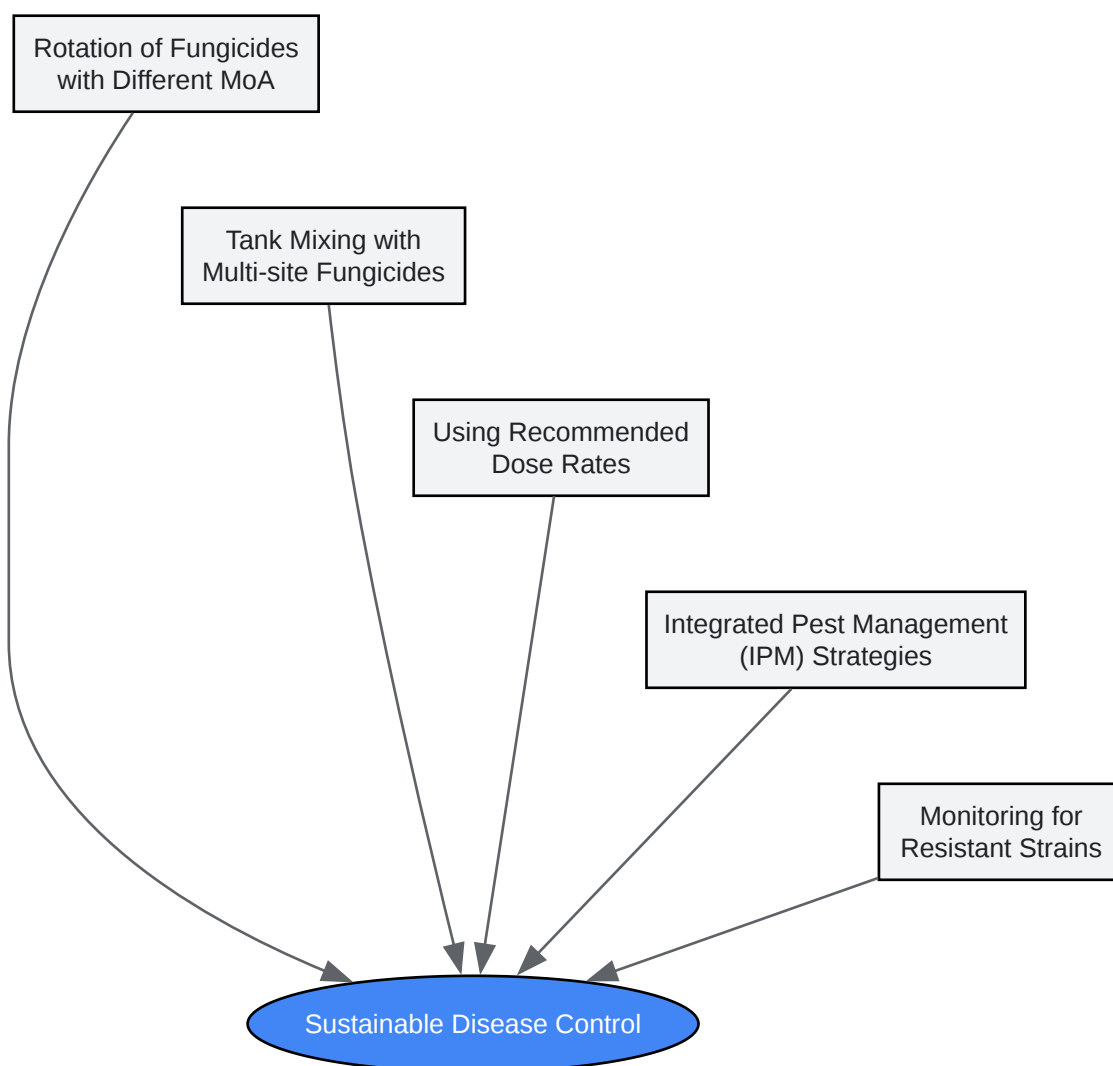 Rotation of Fungicides
with Different MoA
Tank Mixing with
Multi-site Fungicides
Using Recommended
Dose Rates
Integrated Pest Management
(IPM) Strategies
Monitoring for
Resistant Strains
Sustainable Disease Control